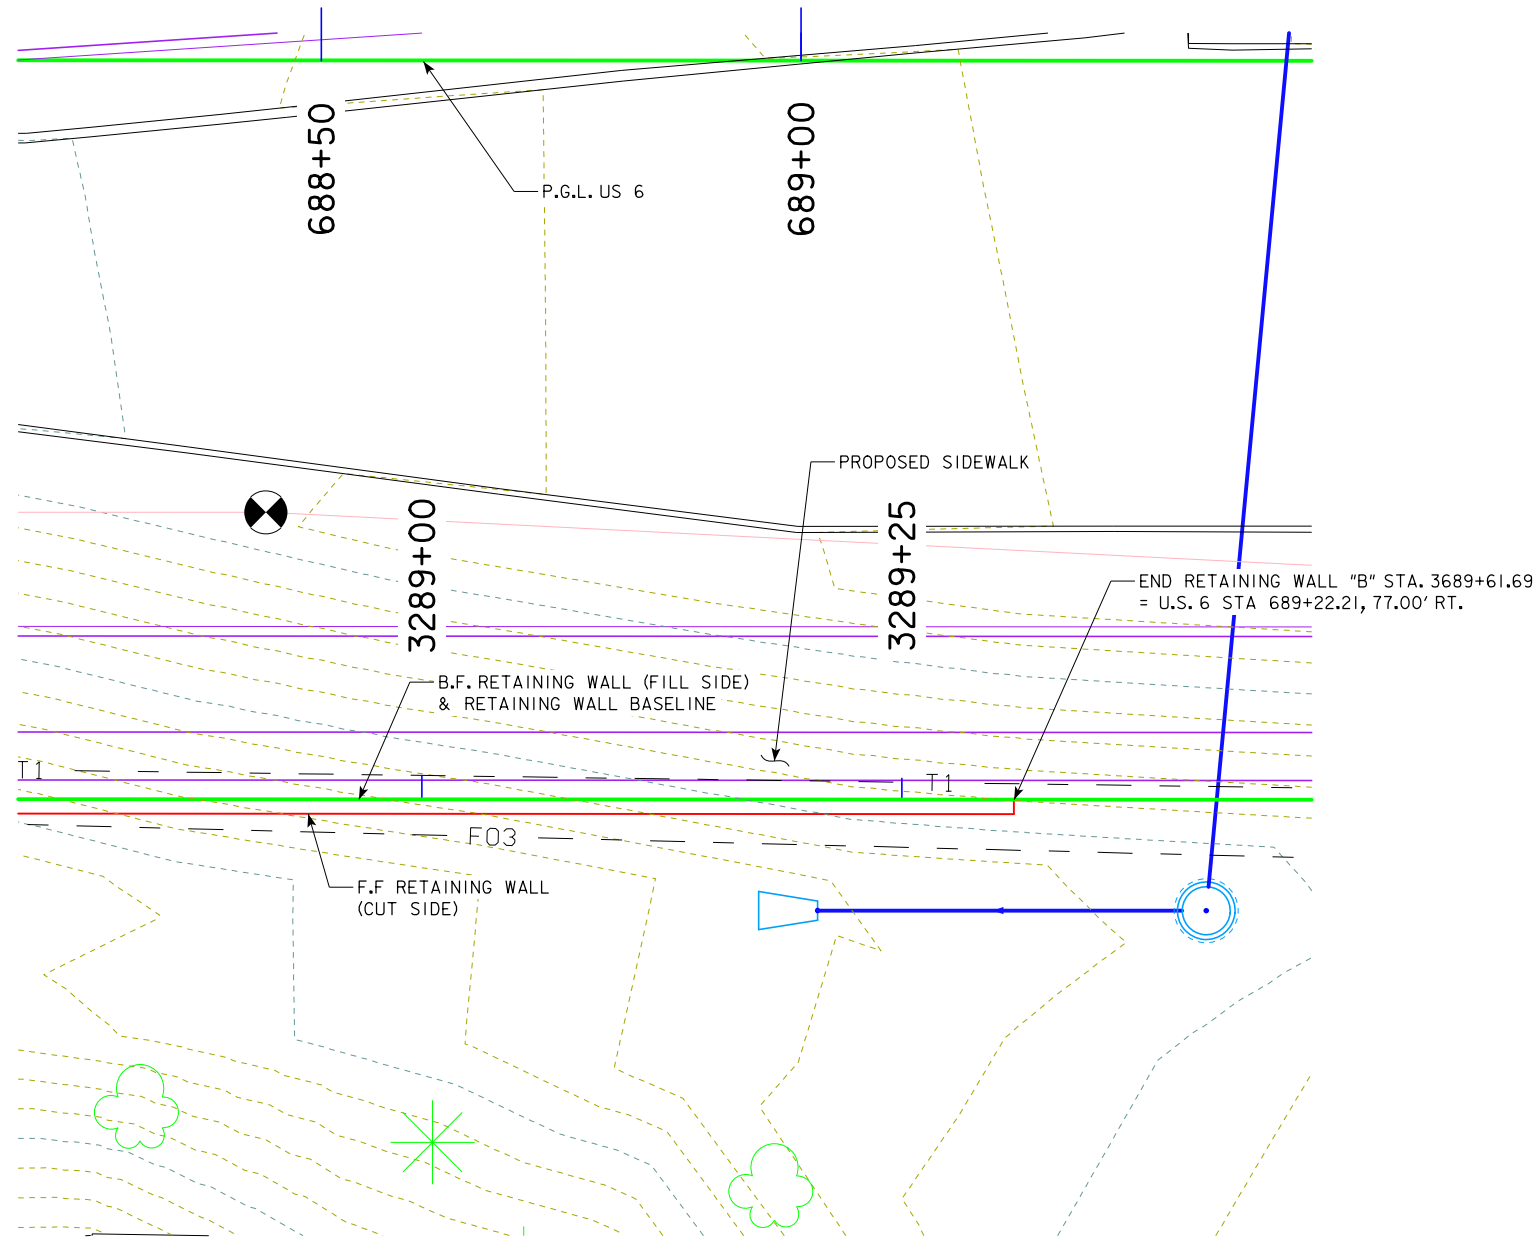 688+50
689+00
P.G.L. US 6
PROPOSED SIDEWALK
3289+00
3289+25
END RETAINING WALL "B" STA. 3689+61.69
= U.S. 6 STA 689+22.21, 77.00' RT.
B.F. RETAINING WALL (FILL SIDE)
& RETAINING WALL BASELINE
T1
T1
F03
F.F RETAINING WALL
(CUT SIDE)